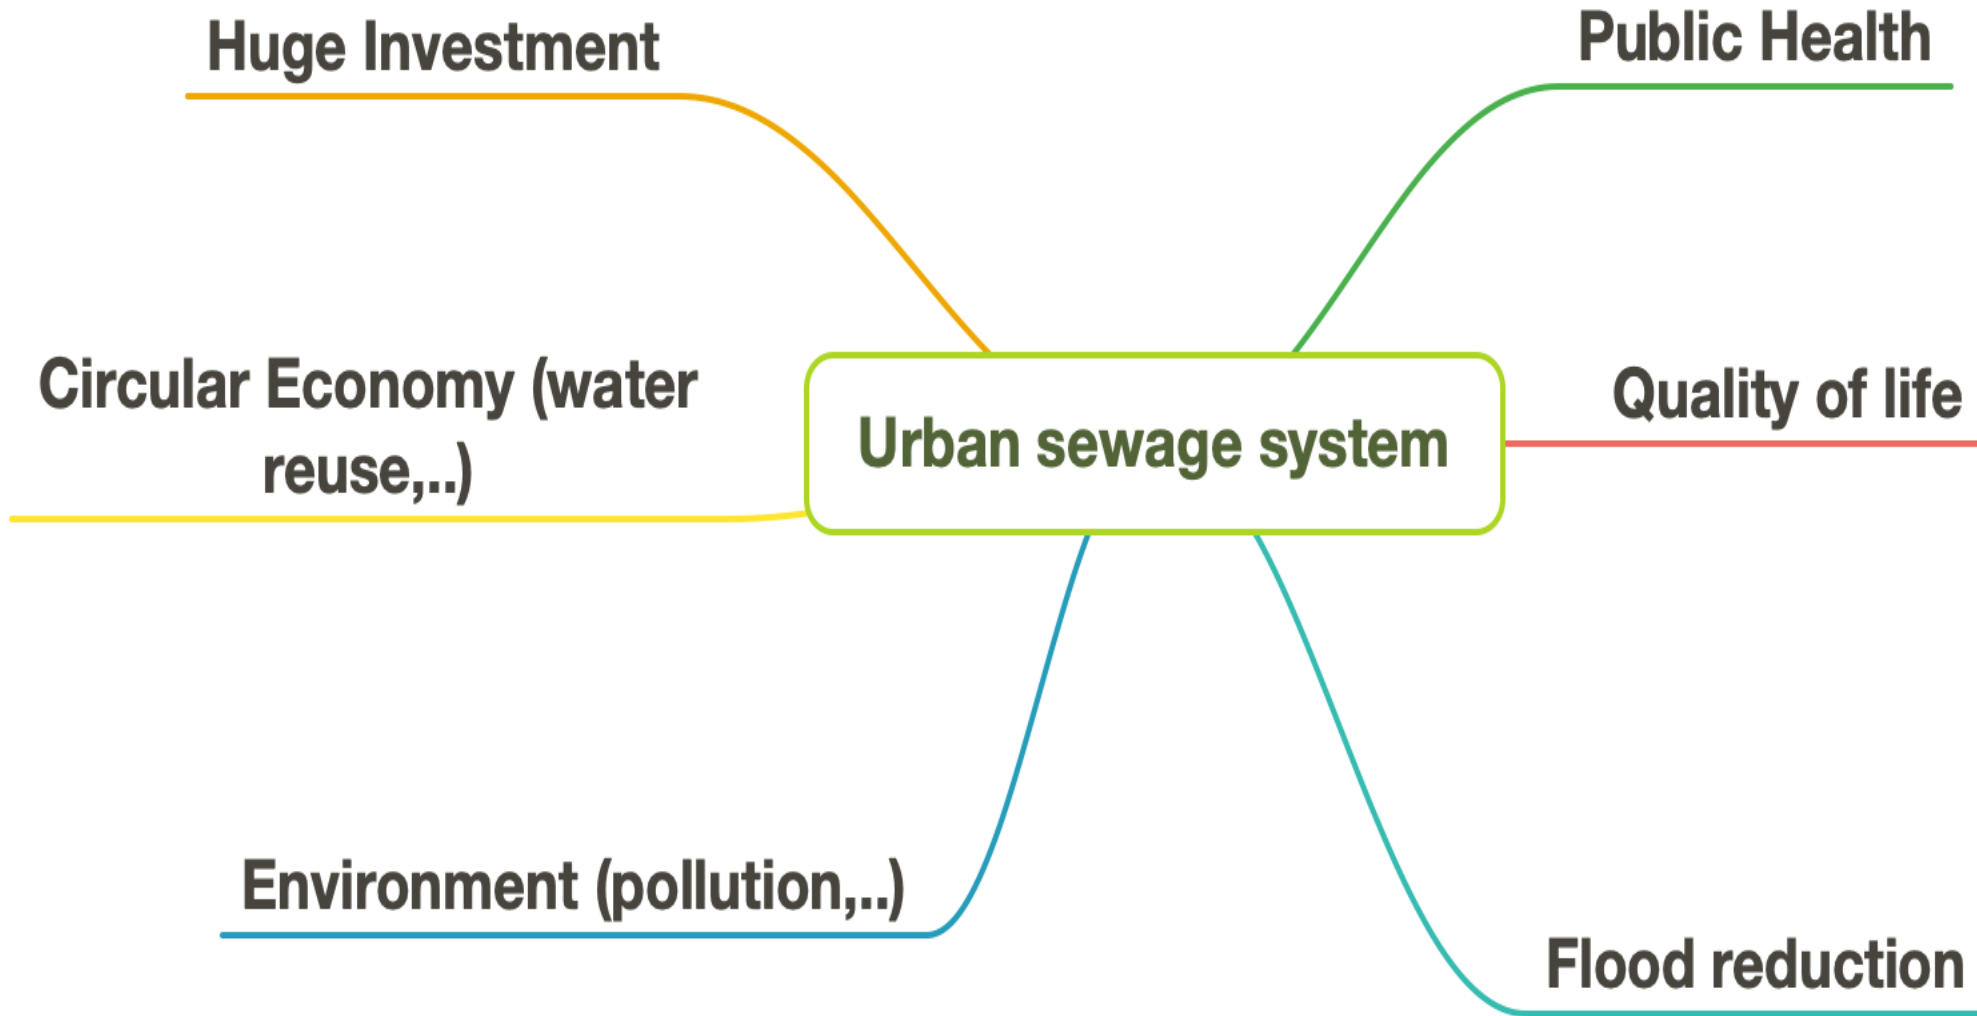 Huge Investment
Public Health
Circular Economy (water
reuse,..)
Urban sewage system
Quality of life
Environment (pollution,..)
Flood reduction